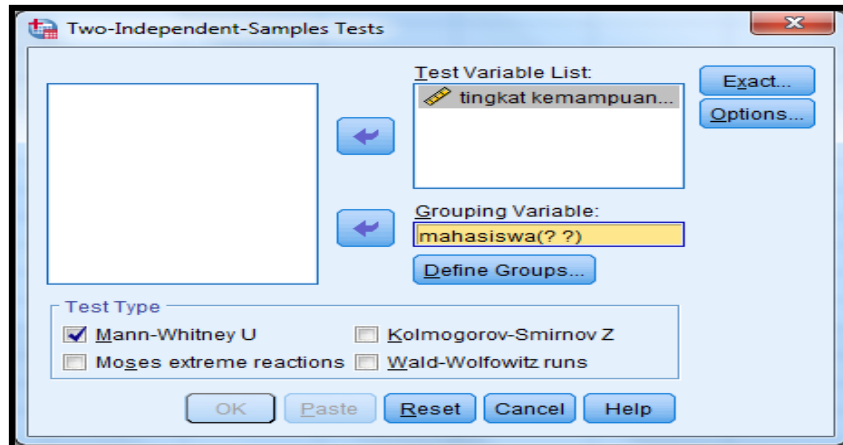 Two-Independent-Samples Tests
Test Variable List:
tingkat kemampuan...
Exact...
Options...
Grouping Variable:
mahasiswa(? ?)
Define Groups...
Test Type
Mann-Whitney U
Kolmogorov-Smirnov Z
Moses extreme reactions
Wald-Wolfowitz runs
OK
Paste
Reset
Cancel
Help